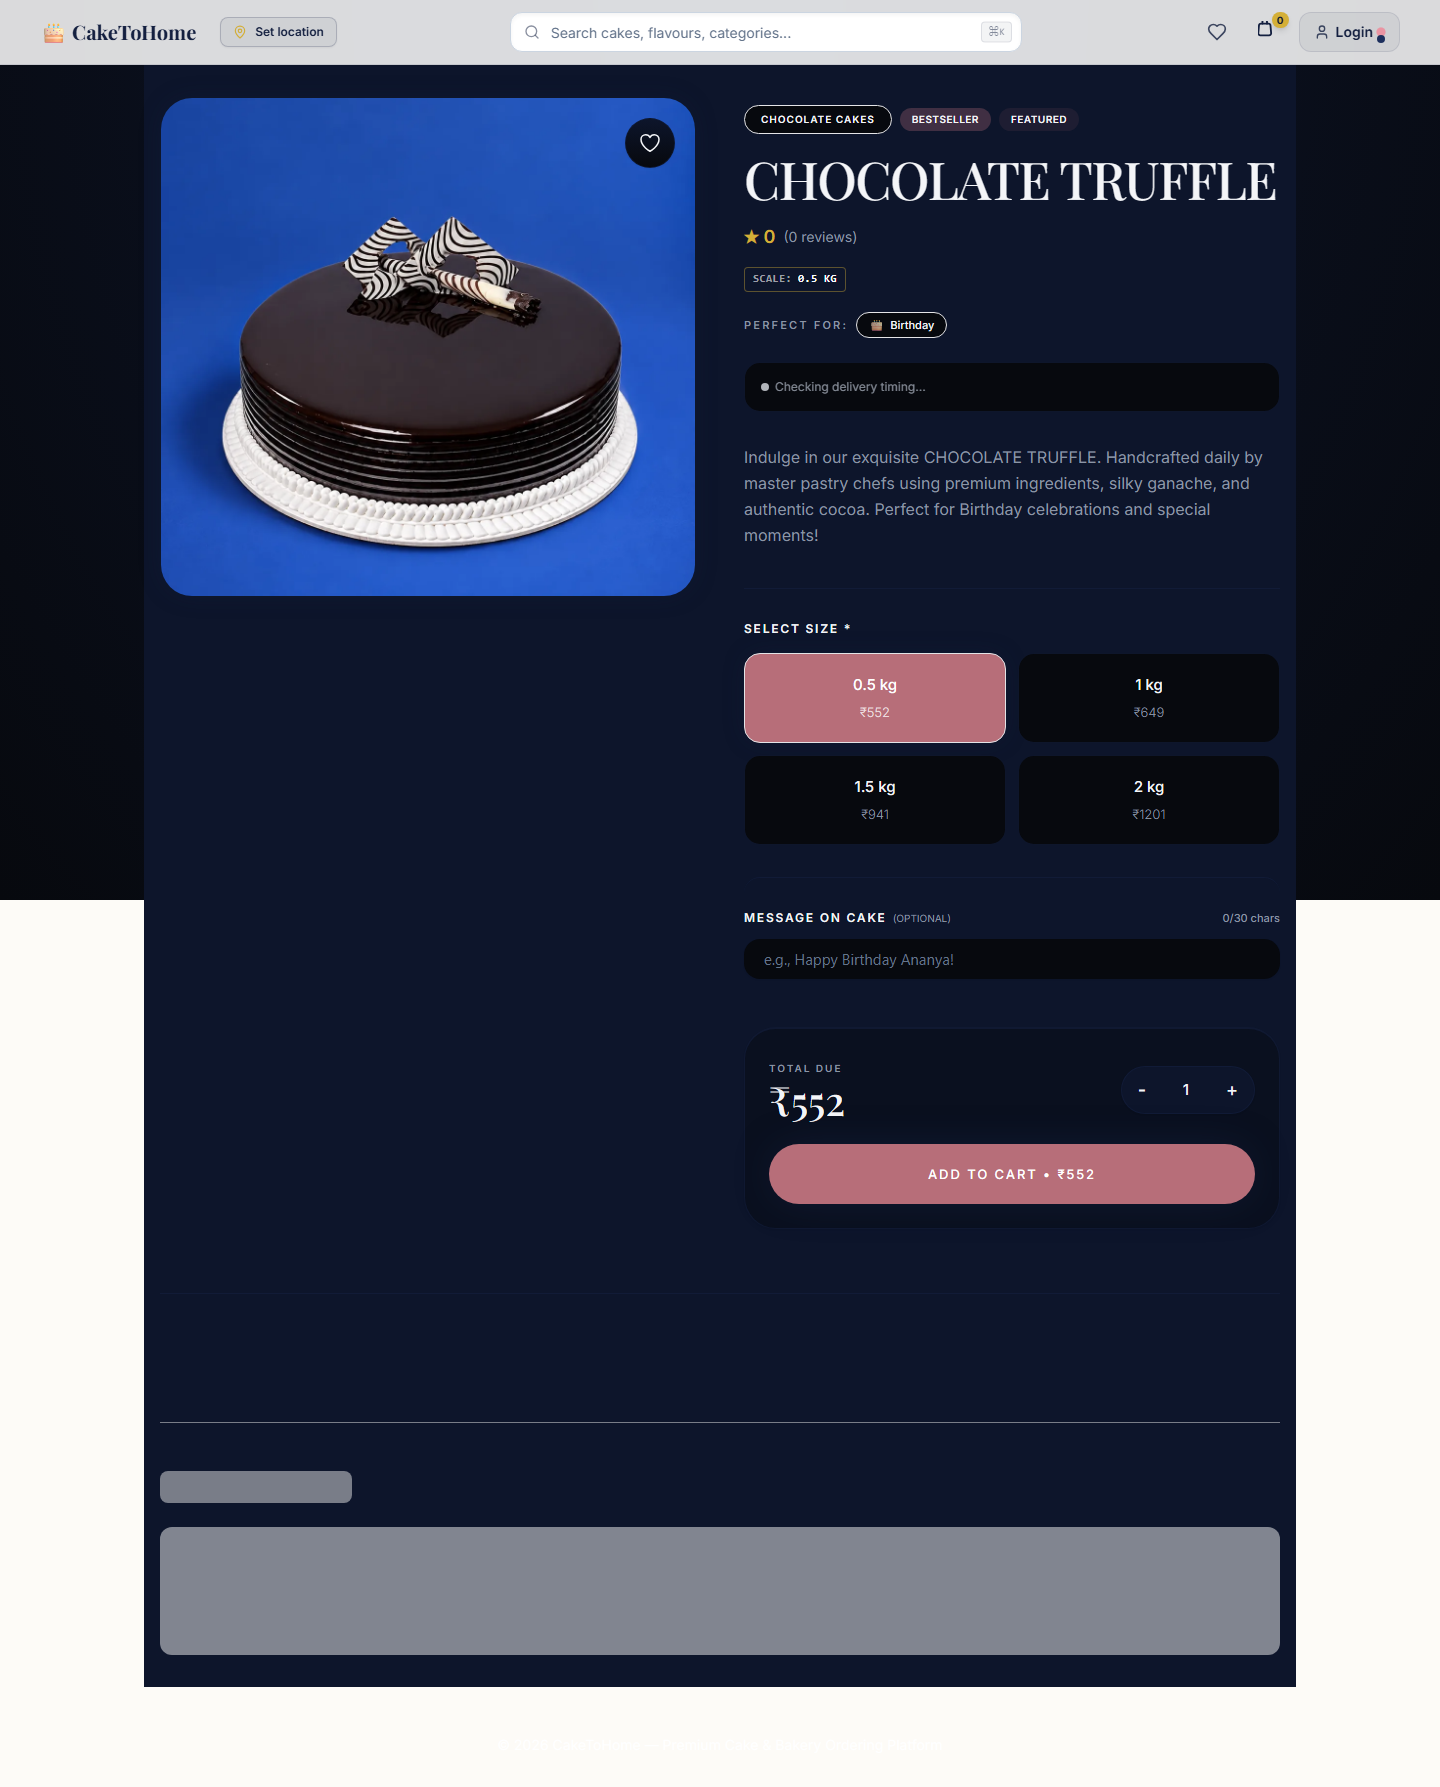 CakeToHome
Set location
Search cakes, flavours, categories...
⌘K
0
Login
CHOCOLATE CAKES
BESTSELLER
FEATURED
CHOCOLATE TRUFFLE
★ 0 (0 reviews)
SCALE: 0.5 KG
PERFECT FOR:
Birthday
Checking delivery timing...
Indulge in our exquisite CHOCOLATE TRUFFLE. Handcrafted daily by
master pastry chefs using premium ingredients, silky ganache, and
authentic cocoa. Perfect for Birthday celebrations and special
moments!
SELECT SIZE *
0.5 kg
₹552
1 kg
₹649
1.5 kg
₹941
2 kg
₹1201
MESSAGE ON CAKE (OPTIONAL)
0/30 chars
e.g., Happy Birthday Ananya!
TOTAL DUE
₹552
- 1 +
ADD TO CART • ₹552